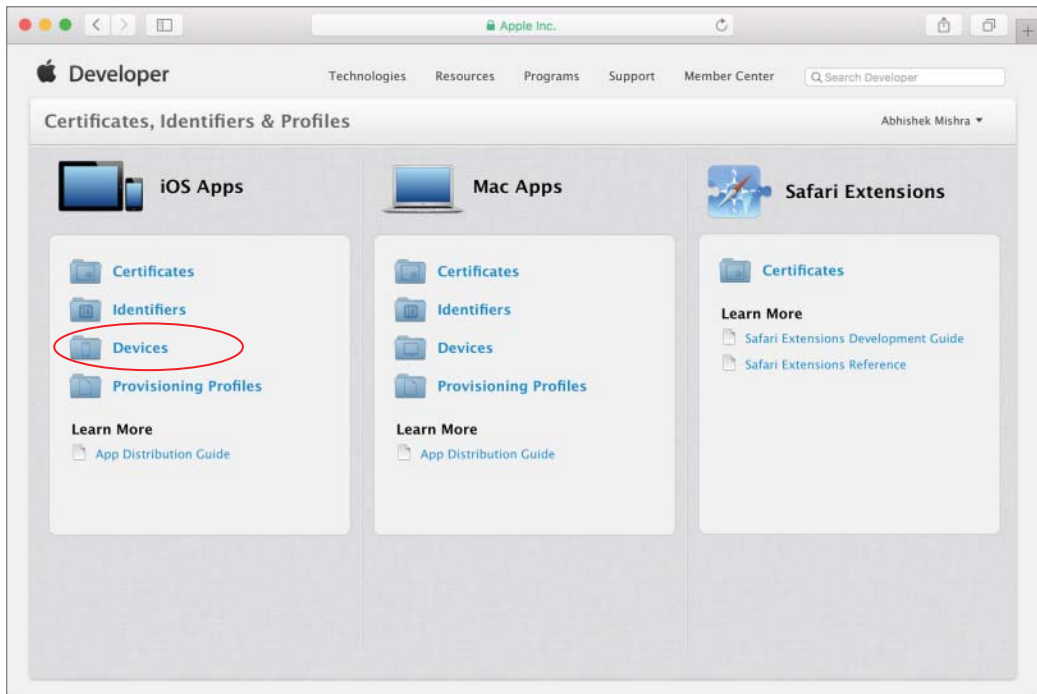 Apple Inc.
Developer
Technologies Resources Programs Support Member Center Search Developer
Certificates, Identifiers & Profiles
Abhishek Mishra
iOS Apps
Certificates
Identifiers
Devices
Provisioning Profiles
Learn More
App Distribution Guide
Mac Apps
Certificates
Identifiers
Devices
Provisioning Profiles
Learn More
App Distribution Guide
Safari Extensions
Certificates
Learn More
Safari Extensions Development Guide
Safari Extensions Reference